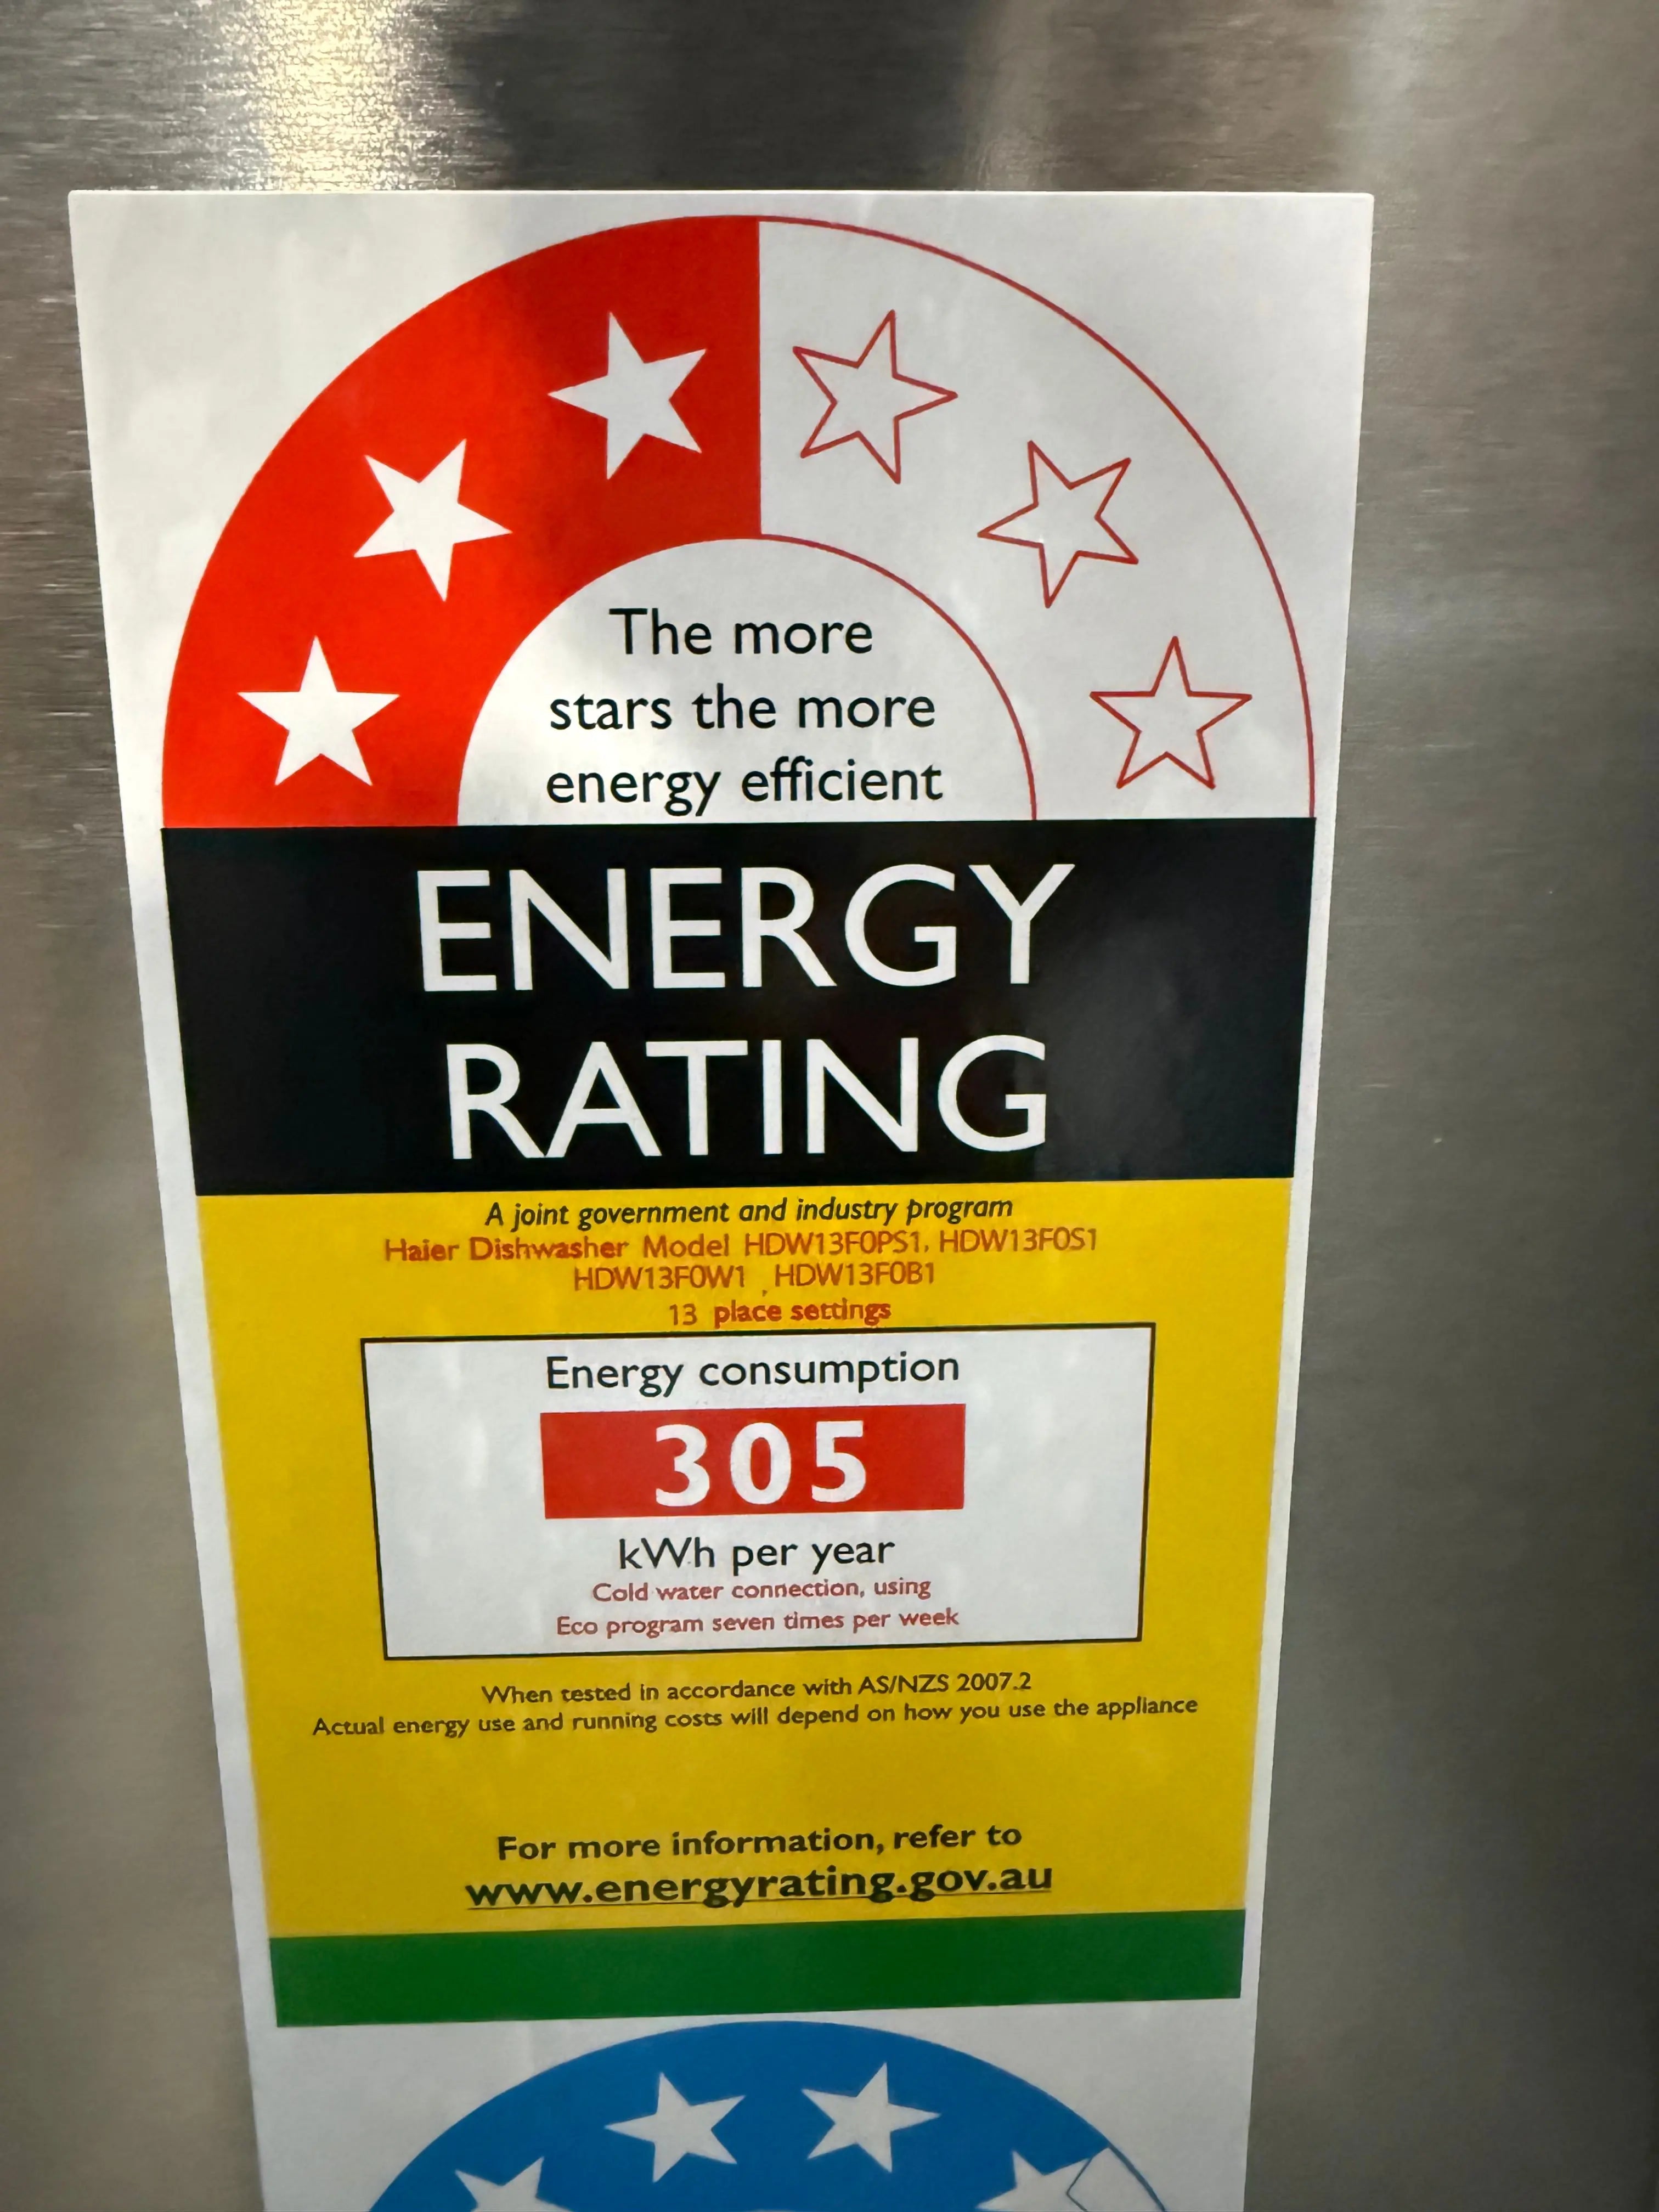 The more
stars the more
energy efficient
ENERGY
RATING
A joint government and industry program
Haier Dishwasher Model HDW13F0PS1, HDW13F0S1
HDW13F0W1 , HDW13F0B1
13 place settings
Energy consumption
305
kWh per year
Cold water connection, using
Eco program seven times per week
When tested in accordance with AS/NZS 2007.2
Actual energy use and running costs will depend on how you use the appliance
For more information, refer to
www.energyrating.gov.au